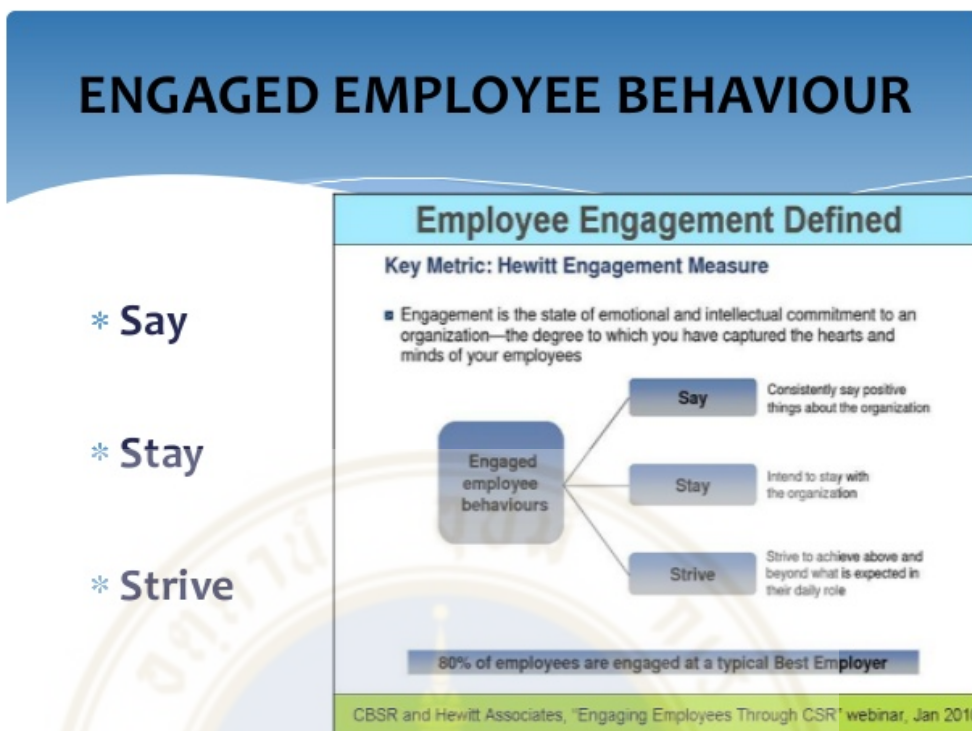 ENGAGED EMPLOYEE BEHAVIOUR
* Say
* Stay
* Strive
Employee Engagement Defined
Key Metric: Hewitt Engagement Measure
Engagement is the state of emotional and intellectual commitment to an
organization—the degree to which you have captured the hearts and
minds of your employees
Engaged
employee
behaviours
Say
Consistently say positive
things about the organization
Stay
Intend to stay with
the organization
Strive
Strive to achieve above and
beyond what is expected in
their daily role
80% of employees are engaged at a typical Best Employer
CBSR and Hewitt Associates, "Engaging Employees Through CSR" webinar, Jan 2010